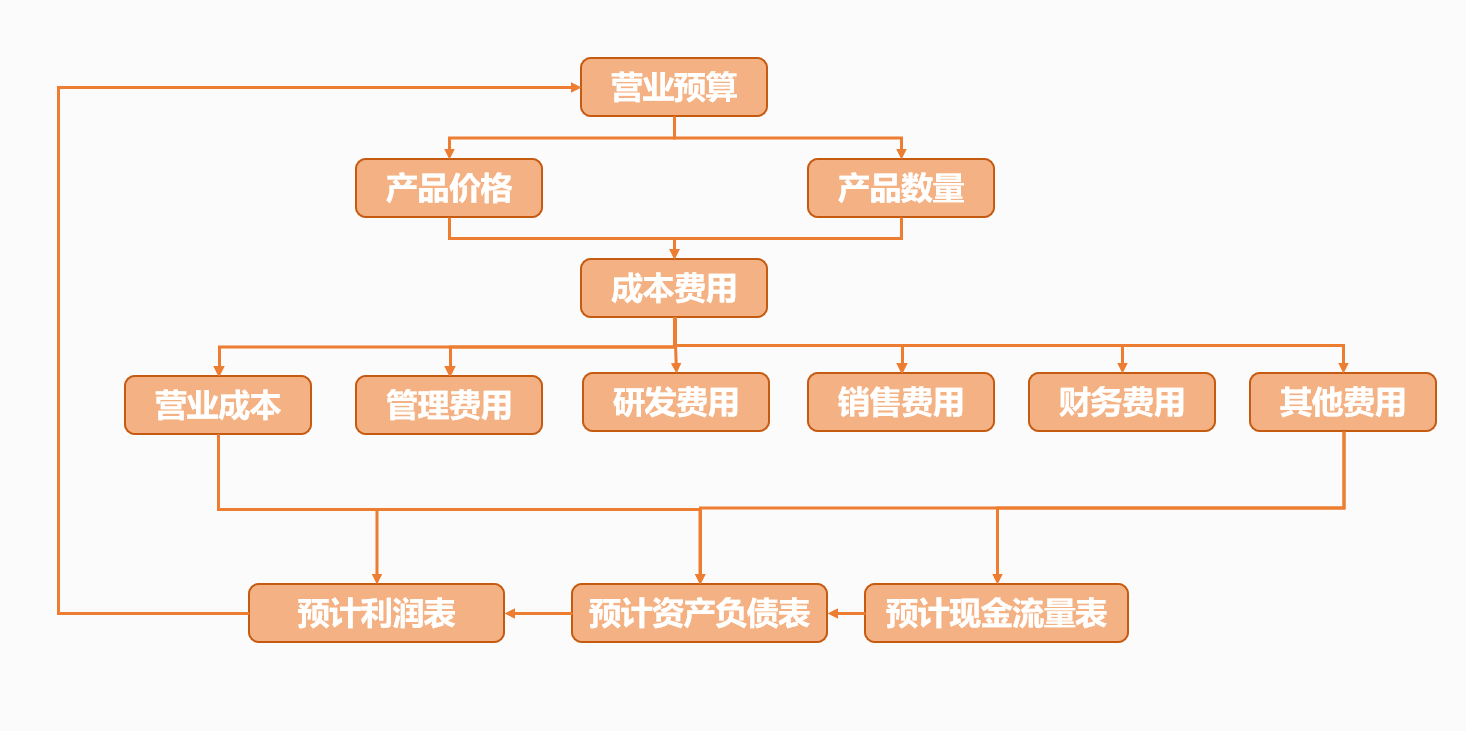 营业预算
产品价格
产品数量
成本费用
营业成本
管理费用
研发费用
销售费用
财务费用
其他费用
预计利润表
预计资产负债表
预计现金流量表